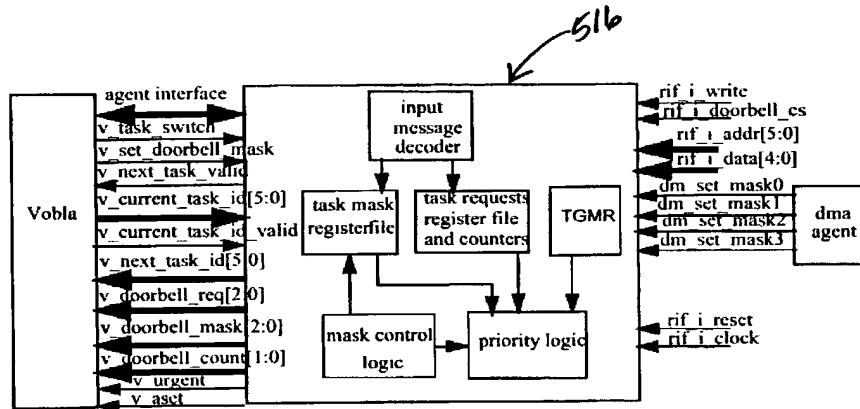 516
Vobla
agent interface
v_task_switch
v_set_doorbell_mask
v_next_task_valid
v_current_task_id[5:0]
v_current_task_id_valid
v_next_task_id[5:0]
v_doorbell_req[2:0]
v_doorbell_mask[2:0]
v_doorbell_count[1:0]
v_urgent
v_aset
input
message
decoder
task mask
registerfile
task requests
register file
and counters
TGMR
mask control
logic
priority logic
rif_i_write
rif_i_doorbell_cs
rif_i_addr[5:0]
rif_i_data[4:0]
dm_set_mask0
dm_set_mask1
dm_set_mask2
dm_set_mask3
dma
agent
rif_i_reset
rif_i_clock